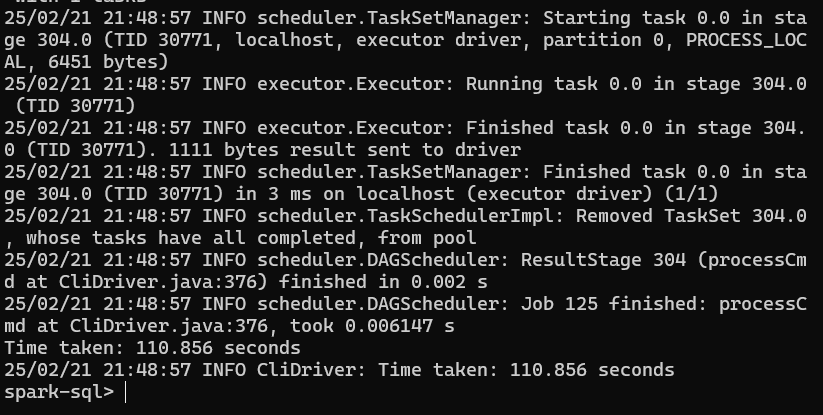 25/02/21 21:48:57 INFO scheduler.TaskSetManager: Starting task 0.0 in sta
ge 304.0 (TID 30771, localhost, executor driver, partition 0, PROCESS_LOC
AL, 6451 bytes)
25/02/21 21:48:57 INFO executor.Executor: Running task 0.0 in stage 304.0
 (TID 30771)
25/02/21 21:48:57 INFO executor.Executor: Finished task 0.0 in stage 304.
0 (TID 30771). 1111 bytes result sent to driver
25/02/21 21:48:57 INFO scheduler.TaskSetManager: Finished task 0.0 in sta
ge 304.0 (TID 30771) in 3 ms on localhost (executor driver) (1/1)
25/02/21 21:48:57 INFO scheduler.TaskSchedulerImpl: Removed TaskSet 304.0
, whose tasks have all completed, from pool
25/02/21 21:48:57 INFO scheduler.DAGScheduler: ResultStage 304 (processCm
d at CliDriver.java:376) finished in 0.002 s
25/02/21 21:48:57 INFO scheduler.DAGScheduler: Job 125 finished: processC
md at CliDriver.java:376, took 0.006147 s
Time taken: 110.856 seconds
25/02/21 21:48:57 INFO CliDriver: Time taken: 110.856 seconds
spark-sql>